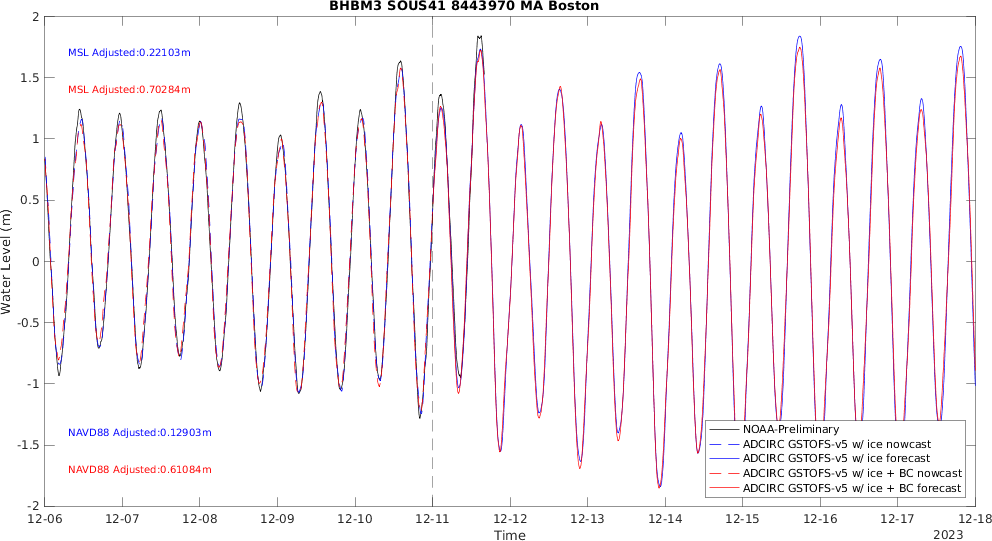 BHBM3 SOUS41 8443970 MA Boston
2
1.5
1
0.5
0
-0.5
-1
-1.5
-2
Water Level (m)
MSL Adjusted:0.22103m
MSL Adjusted:0.70284m
NAVD88 Adjusted:0.12903m
NAVD88 Adjusted:0.61084m
NOAA-Preliminary
ADCIRC GSTOFS-v5 w/ ice nowcast
ADCIRC GSTOFS-v5 w/ ice forecast
ADCIRC GSTOFS-v5 w/ ice + BC nowcast
ADCIRC GSTOFS-v5 w/ ice + BC forecast
12-06 12-07 12-08 12-09 12-10 12-11 12-12 12-13 12-14 12-15 12-16 12-17 12-18
Time
2023